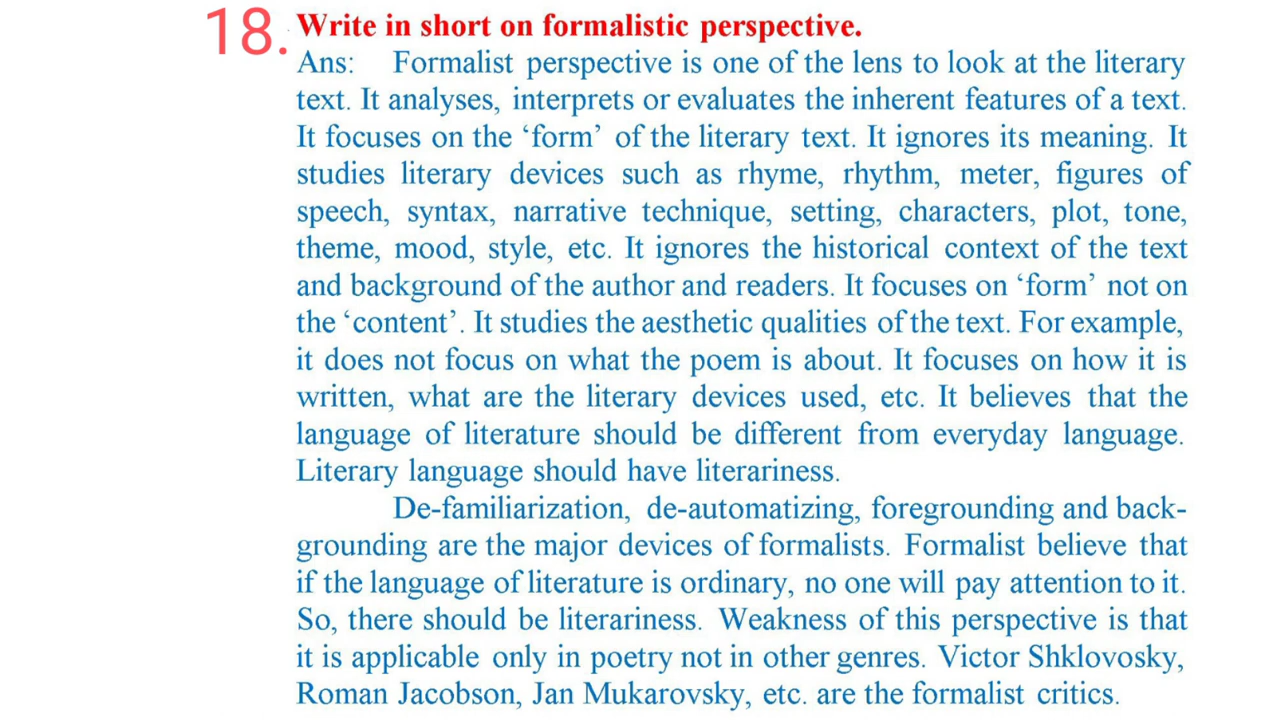 18. Write in short on formalistic perspective.
Ans: Formalist perspective is one of the lens to look at the literary
text. It analyses, interprets or evaluates the inherent features of a text.
It focuses on the ‘form’ of the literary text. It ignores its meaning. It
studies literary devices such as rhyme, rhythm, meter, figures of
speech, syntax, narrative technique, setting, characters, plot, tone,
theme, mood, style, etc. It ignores the historical context of the text
and background of the author and readers. It focuses on ‘form’ not on
the ‘content’. It studies the aesthetic qualities of the text. For example,
it does not focus on what the poem is about. It focuses on how it is
written, what are the literary devices used, etc. It believes that the
language of literature should be different from everyday language.
Literary language should have literariness.
De-familiarization, de-automatizing, foregrounding and back-
grounding are the major devices of formalists. Formalist believe that
if the language of literature is ordinary, no one will pay attention to it.
So, there should be literariness. Weakness of this perspective is that
it is applicable only in poetry not in other genres. Victor Shklovosky,
Roman Jacobson, Jan Mukarovsky, etc. are the formalist critics.